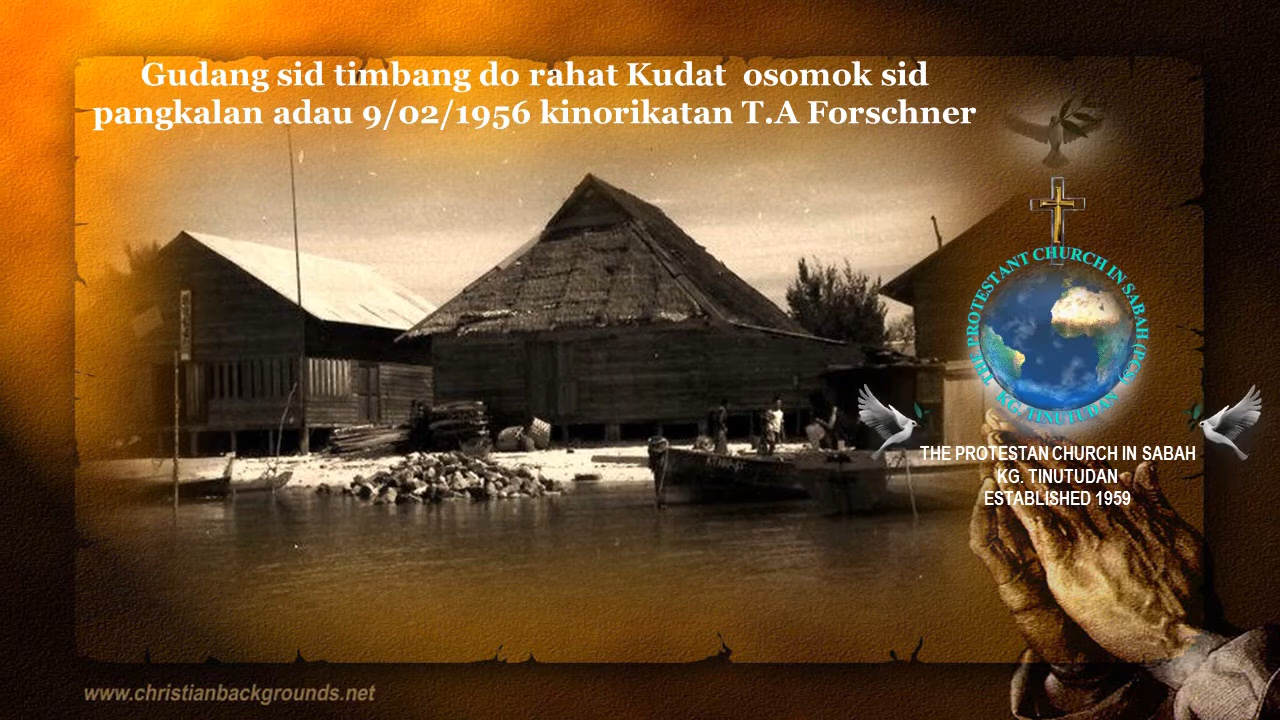 Gudang sid timbang do rahat Kudat  osomok sid
pangkalan adau 9/02/1956 kinorikatan T.A Forschner
THE PROTESTANT CHURCH IN SABAH (PCS)
KG. TINUTUDAN
THE PROTESTAN CHURCH IN SABAH
KG. TINUTUDAN
ESTABLISHED 1959
www.christianbackgrounds.net